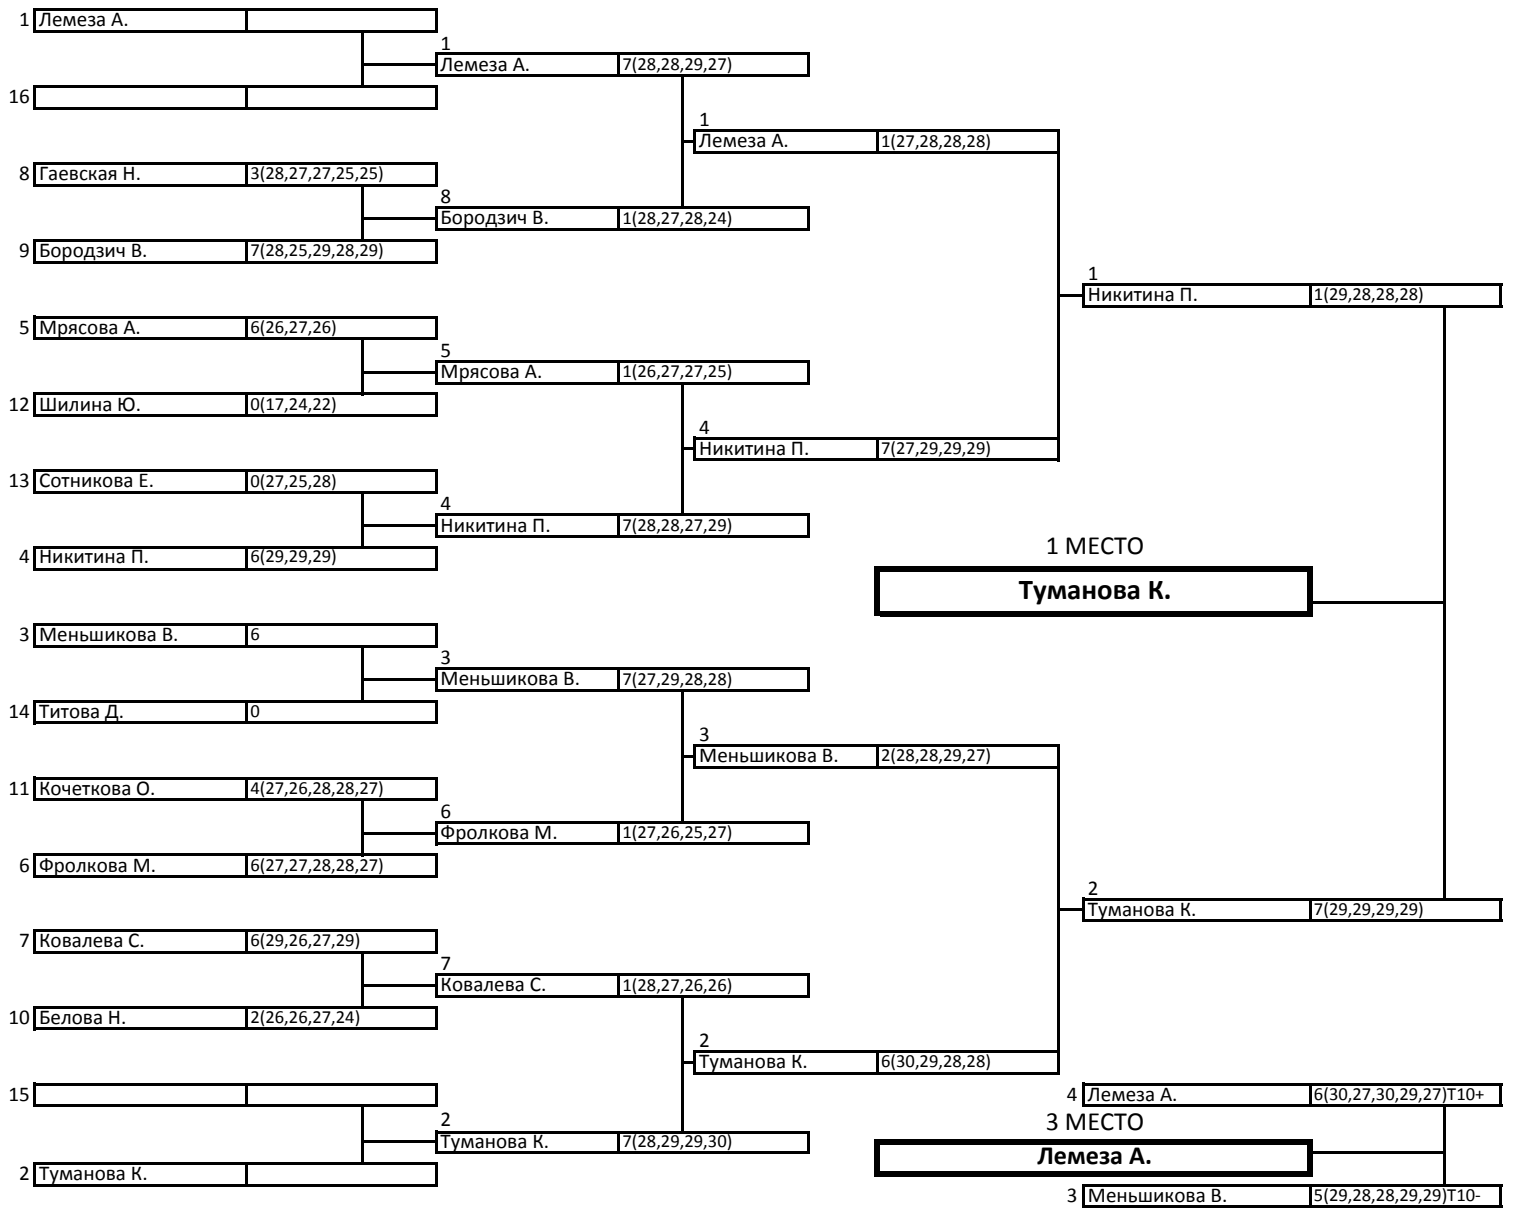 1 Лемеза А.
1
Лемеза А. 7(28,28,29,27)
16
1
Лемеза А. 1(27,28,28,28)
8 Гаевская Н. 3(28,27,27,25,25)
8
Бородзич В. 1(28,27,28,24)
9 Бородзич В. 7(28,25,29,28,29)
1
Никитина П. 1(29,28,28,28)
5 Мрясова А. 6(26,27,26)
5
Мрясова А. 1(26,27,27,25)
12 Шилина Ю. 0(17,24,22)
4
Никитина П. 7(27,29,29,29)
13 Сотникова Е. 0(27,25,28)
4
Никитина П. 7(28,28,27,29)
1 МЕСТО
4 Никитина П. 6(29,29,29)
Туманова К.
3 Меньшикова В. 6
3
Меньшикова В. 7(27,29,28,28)
14 Титова Д. 0
3
Меньшикова В. 2(28,28,29,27)
11 Кочеткова О. 4(27,26,28,28,27)
6
Фролкова М. 1(27,26,25,27)
6 Фролкова М. 6(27,27,28,28,27)
2
Туманова К. 7(29,29,29,29)
7 Ковалева С. 6(29,26,27,29)
7
Ковалева С. 1(28,27,26,26)
10 Белова Н. 2(26,26,27,24)
2
Туманова К. 6(30,29,28,28)
15
4 Лемеза А. 6(30,27,30,29,27)Т10+
2
3 МЕСТО
Туманова К. 7(28,29,29,30)
Лемеза А.
2 Туманова К.
3 Меньшикова В. 5(29,28,28,29,29)Т10-